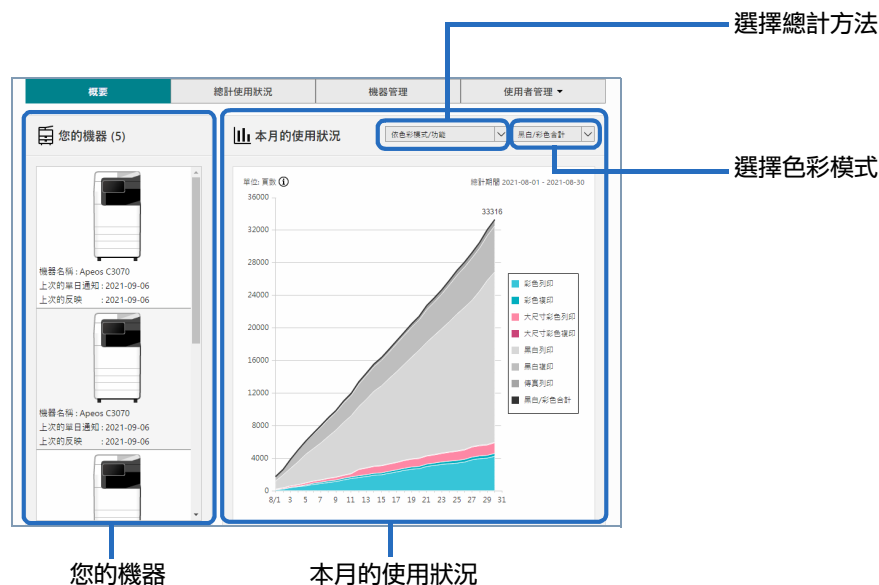 選擇總計方法
概要
總計使用狀況
機器管理
使用者管理
您的機器 (5)
本月的使用狀況
依色彩模式/功能
黑白/彩色合計
選擇色彩模式
單位: 頁數
總計期間 2021-08-01 - 2021-08-30
36000
33316
32000
28000
24000
20000
16000
12000
8000
4000
0
8/1 3 5 7 9 11 13 15 17 19 21 23 25 27 29 31
彩色列印
彩色複印
大尺寸彩色列印
大尺寸彩色複印
黑白列印
黑白複印
傳真列印
黑白/彩色合計
機器名稱 : Apeos C3070
上次的單日通知 : 2021-09-06
上次的反映 : 2021-09-06
機器名稱 : Apeos C3070
上次的單日通知 : 2021-09-06
上次的反映 : 2021-09-06
您的機器
本月的使用狀況